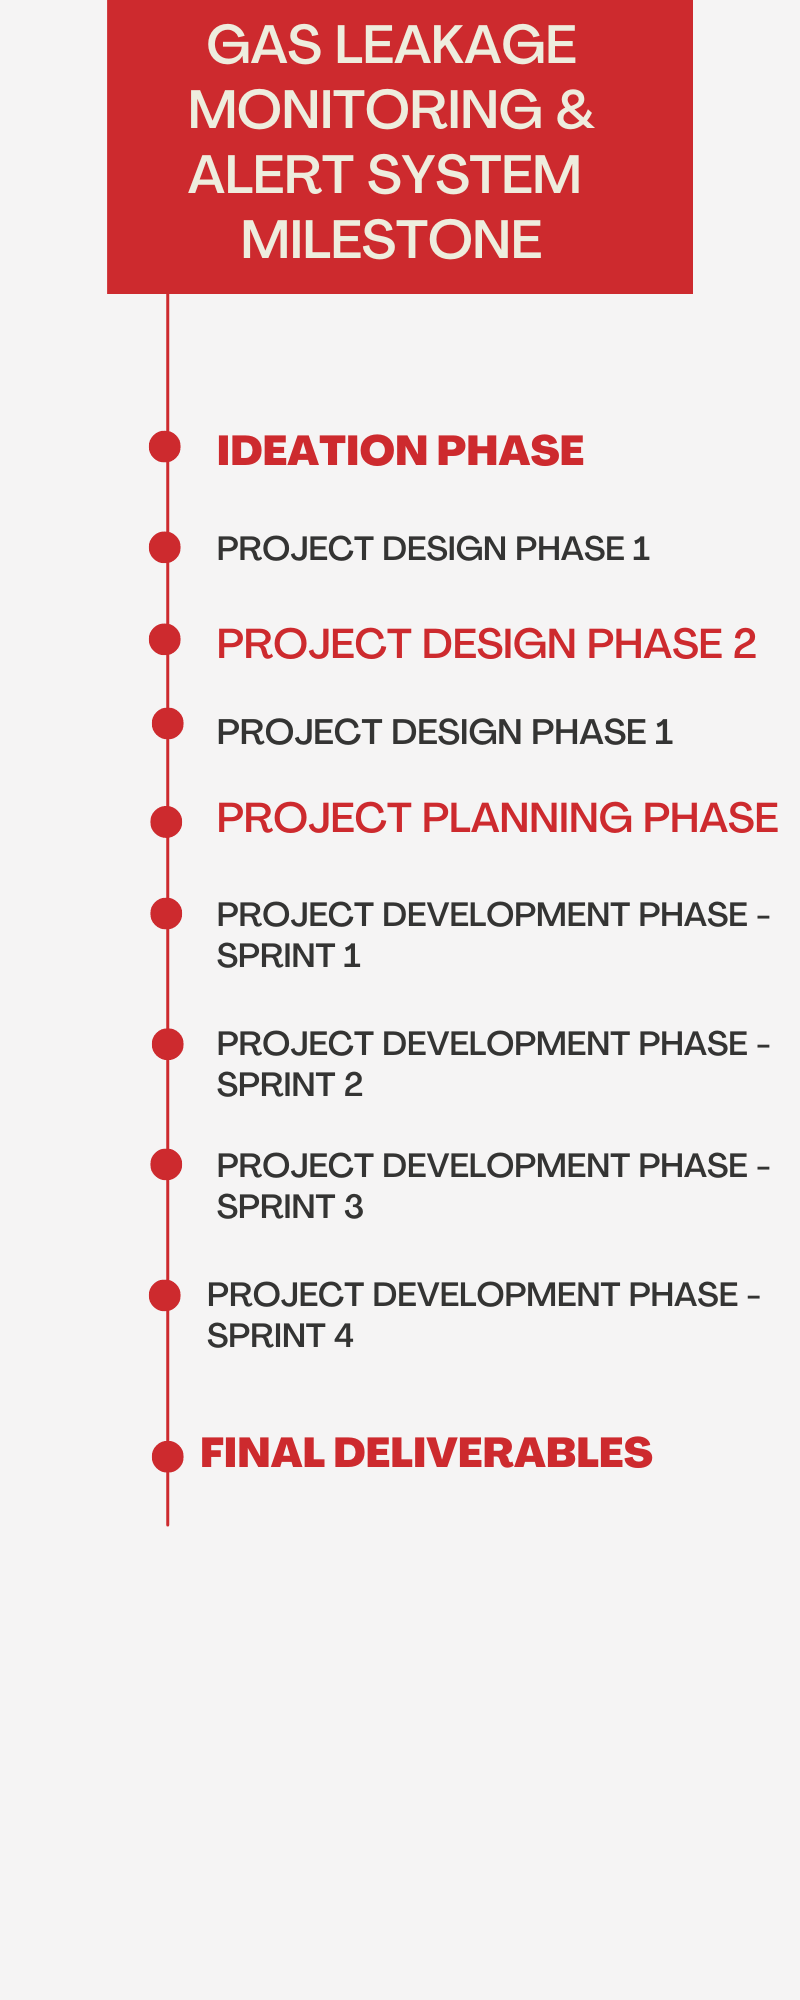 GAS LEAKAGE
MONITORING &
ALERT SYSTEM
MILESTONE
IDEATION PHASE
PROJECT DESIGN PHASE 1
PROJECT DESIGN PHASE 2
PROJECT DESIGN PHASE 1
PROJECT PLANNING PHASE
PROJECT DEVELOPMENT PHASE -
SPRINT 1
PROJECT DEVELOPMENT PHASE -
SPRINT 2
PROJECT DEVELOPMENT PHASE -
SPRINT 3
PROJECT DEVELOPMENT PHASE -
SPRINT 4
FINAL DELIVERABLES